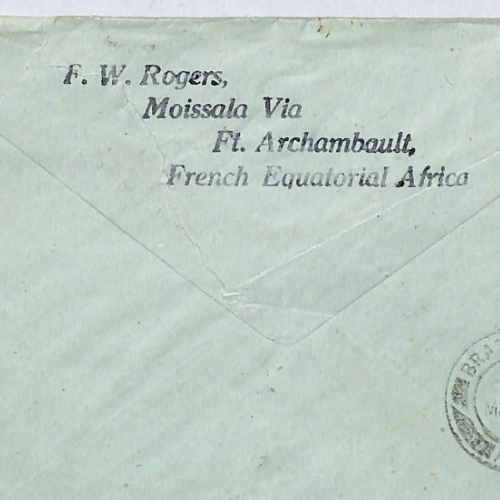 F. W. Rogers,
Moissala Via
Ft. Archambault,
French Equatorial Africa